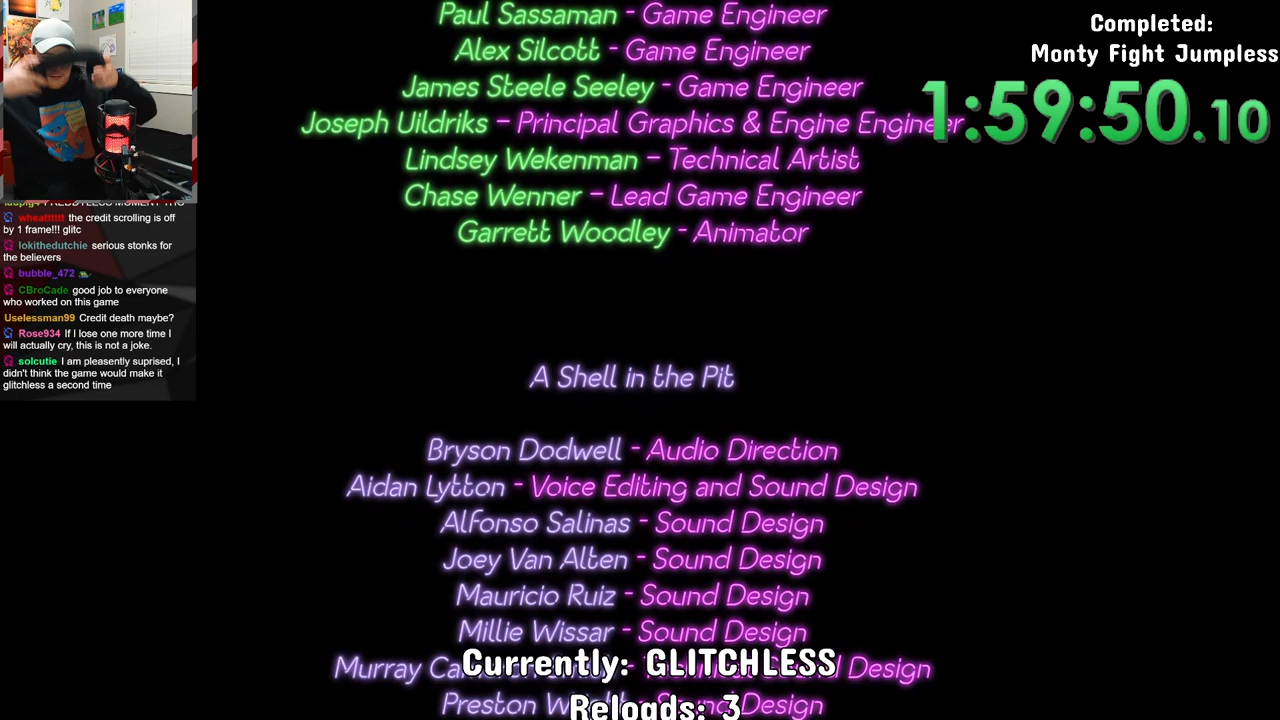 Paul Sassaman - Game Engineer
Alex Silcott - Game Engineer
James Steele Seeley - Game Engineer
Joseph Uildriks - Principal Graphics & Engine Engineer
Lindsey Wekenman - Technical Artist
Chase Wenner - Lead Game Engineer
Garrett Woodley - Animator
A Shell in the Pit
Bryson Dodwell - Audio Direction
Aidan Lytton - Voice Editing and Sound Design
Alfonso Salinas - Sound Design
Joey Van Alten - Sound Design
Mauricio Ruiz - Sound Design
Millie Wissar - Sound Design
Murray Design
Preston Sound Design
Completed:
Monty Fight Jumpless
1:59:50.10
wheatttttt the credit scrolling is off
by 1 frame!!! glitc
lokithedutchie serious stonks for
the believers
bubble_472
CBroCade good job to everyone
who worked on this game
Uselessman99 Credit death maybe?
Rose934 If I lose one more time I
will actually cry, this is not a joke.
solcutie I am pleasently suprised, I
didn't think the game would make it
glitchless a second time
Currently: GLITCHLESS
Reloads: 3